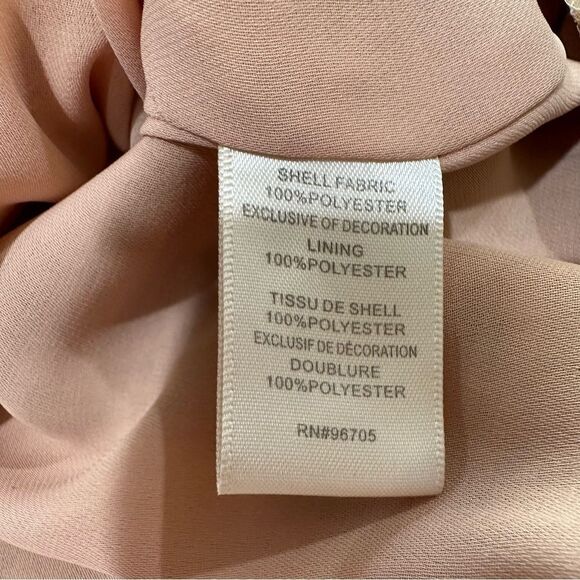 SHELL FABRIC
100%POLYESTER
EXCLUSIVE OF DECORATION
LINING
100%POLYESTER
TISSU DE SHELL
100%POLYESTER
EXCLUSIF DE DÉCORATION
DOUBLURE
100%POLYESTER
RN#96705